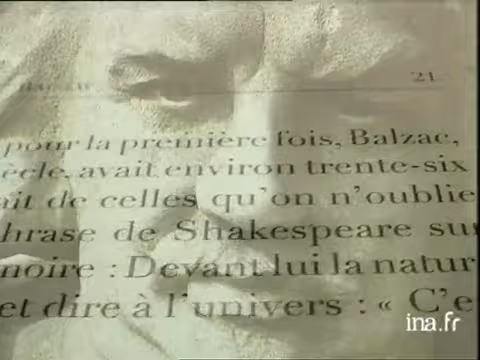 21
pour la première fois, Balzac,
ècle, avait environ trente-six
ait de celles qu'on n'oublie
hrase de Shakespeare sur
noire : Devant lui la natur
et dire à l'univers : « C'e
ina.fr